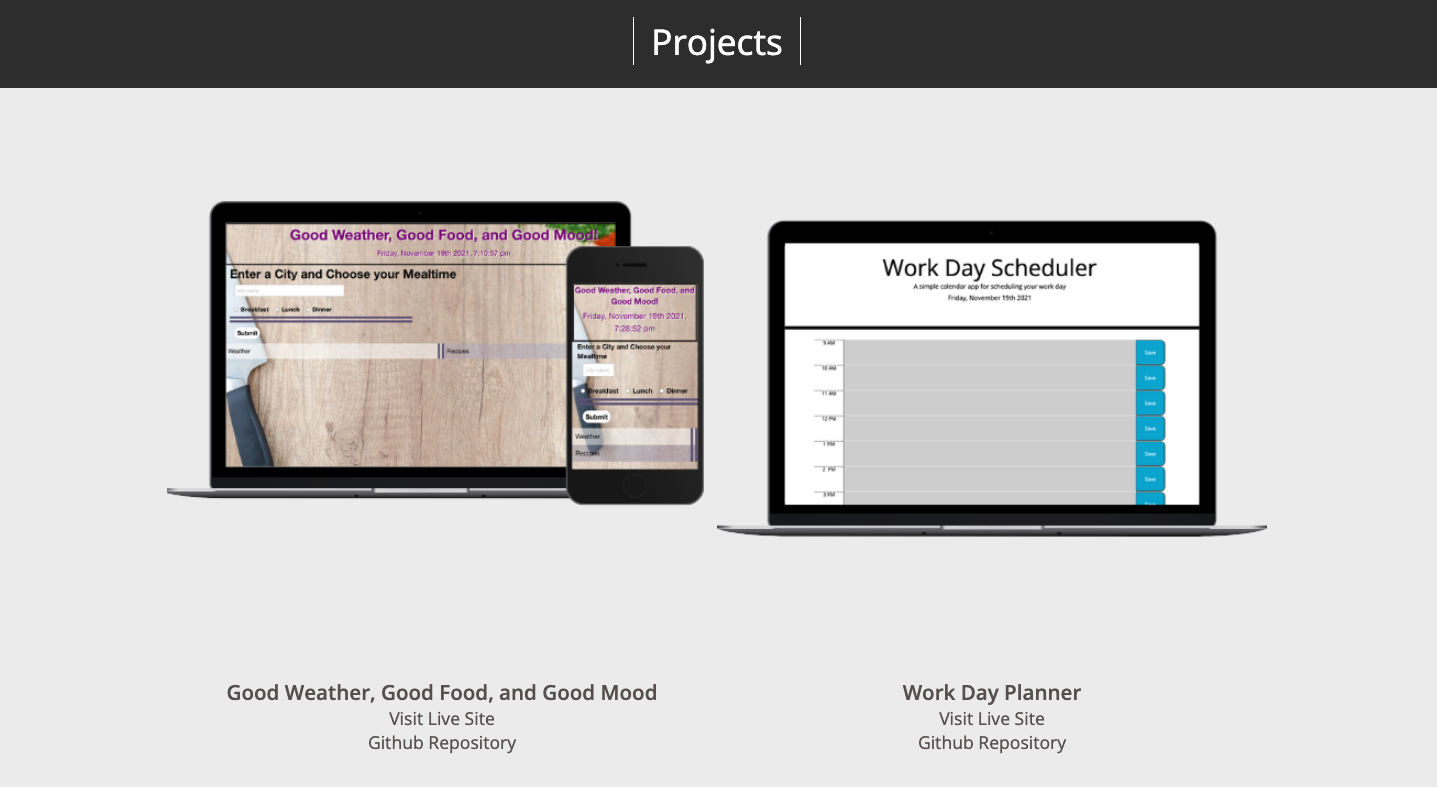 Projects
Good Weather, Good Food, and Good Mood!
Friday, November 19th 2021, 7:10:57 pm
Enter a City and Choose your Mealtime
city name
Breakfast Lunch Dinner
Submit
Weather
Recipes
Good Weather, Good Food, and
Good Mood!
Friday, November 19th 2021,
7:26:52 pm
Enter a City and Choose your
Mealtime
city name
Breakfast Lunch Dinner
Submit
Weather
Recipes
Work Day Scheduler
A simple calendar app for scheduling your work day
Friday, November 19th 2021
9 AM
Save
10 AM
Save
11 AM
Save
12 PM
Save
1 PM
Save
2 PM
Save
3 PM
Save
Good Weather, Good Food, and Good Mood
Visit Live Site
Github Repository
Work Day Planner
Visit Live Site
Github Repository